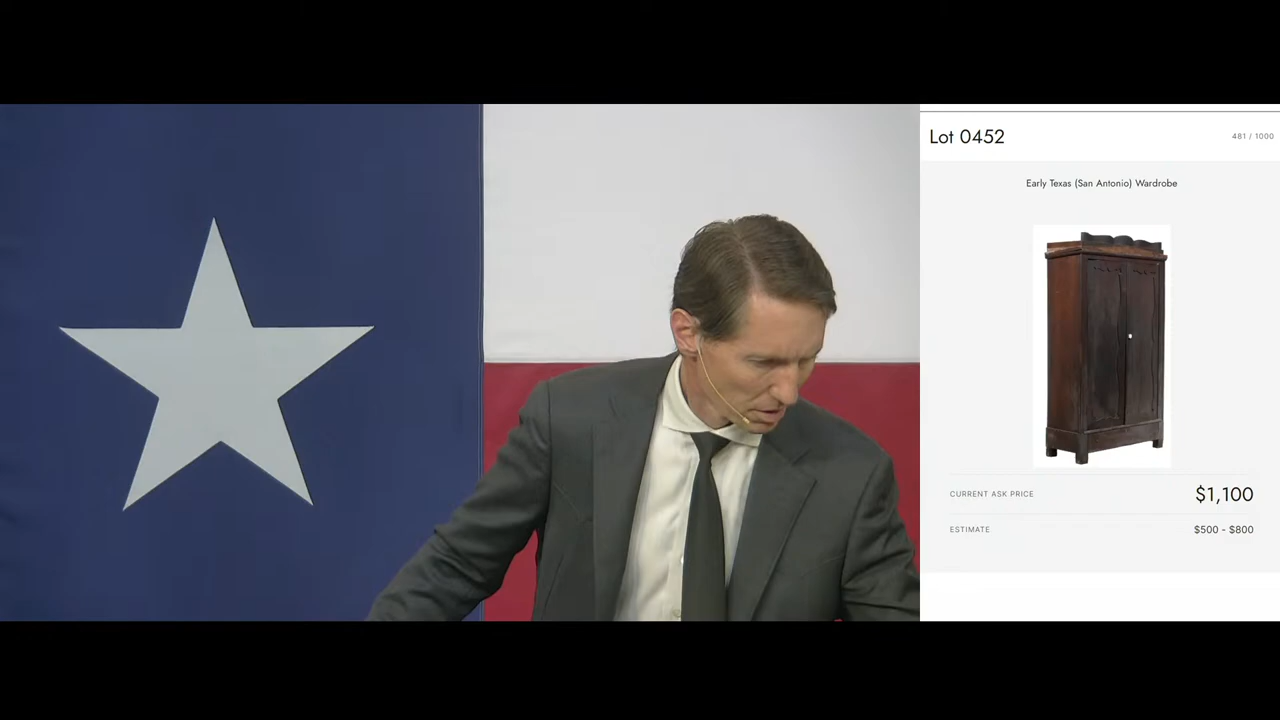 Lot 0452
481 / 1000
Early Texas (San Antonio) Wardrobe
CURRENT ASK PRICE
$1,100
ESTIMATE
$500 - $800